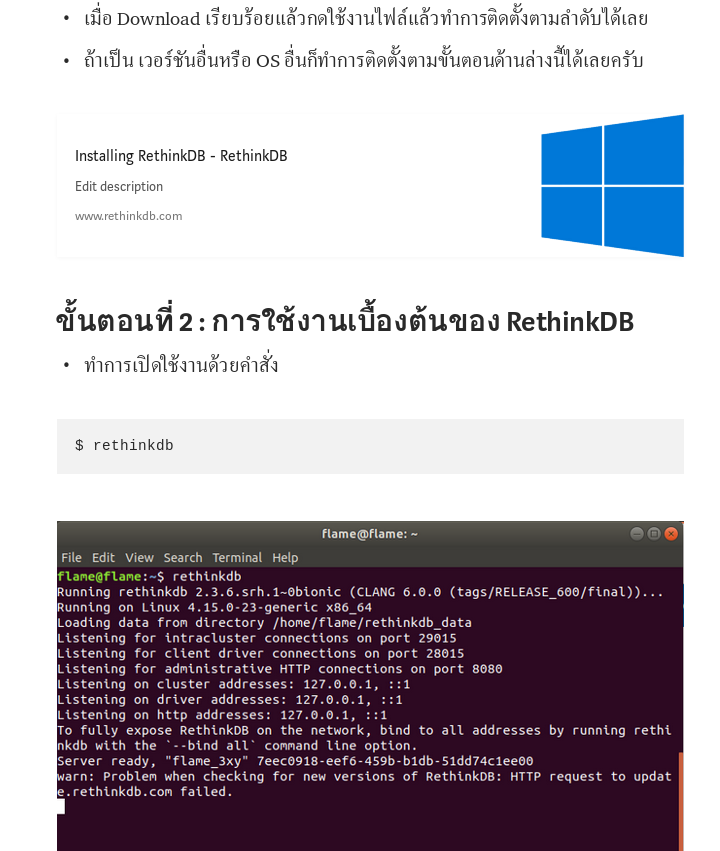 • เมื่อ Download เรียบร้อยแล้วกดใช้งานไฟล์แล้วทำการติดตั้งตามลำดับได้เลย
• ถ้าเป็น เวอร์ชันอื่นหรือ OS อื่นก็ทำการติดตั้งตามขั้นตอนด้านล่างนี้ได้เลยครับ
Installing RethinkDB - RethinkDB
Edit description
www.rethinkdb.com
ขั้นตอนที่ 2 : การใช้งานเบื้องต้นของ RethinkDB
• ทำการเปิดใช้งานด้วยคำสั่ง
$ rethinkdb
flame@flame: ~
File Edit View Search Terminal Help
flame@flame:~$ rethinkdb
Running rethinkdb 2.3.6.srh.1~0bionic (CLANG 6.0.0 (tags/RELEASE_600/final))...
Running on Linux 4.15.0-23-generic x86_64
Loading data from directory /home/flame/rethinkdb_data
Listening for intracluster connections on port 29015
Listening for client driver connections on port 28015
Listening for administrative HTTP connections on port 8080
Listening on cluster addresses: 127.0.0.1, ::1
Listening on driver addresses: 127.0.0.1, ::1
Listening on http addresses: 127.0.0.1, ::1
To fully expose RethinkDB on the network, bind to all addresses by running rethi
nkdb with the `--bind all` command line option.
Server ready, "flame_3xy" 7eec0918-eef6-459b-b1db-51dd74c1ee00
warn: Problem when checking for new versions of RethinkDB: HTTP request to updat
e.rethinkdb.com failed.